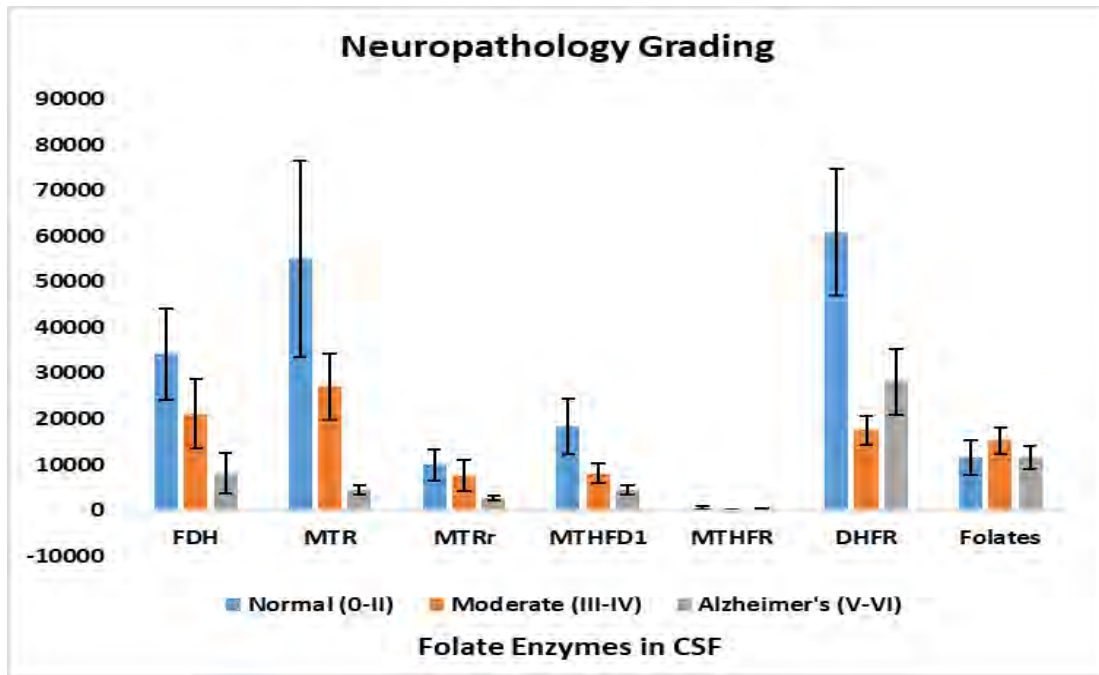 Neuropathology Grading
90000
80000
70000
60000
50000
40000
30000
20000
10000
0
-10000
FDH MTR MTRr MTHFD1 MTHFR DHFR Folates
Normal (0-II) Moderate (III-IV) Alzheimer's (V-VI)
Folate Enzymes in CSF